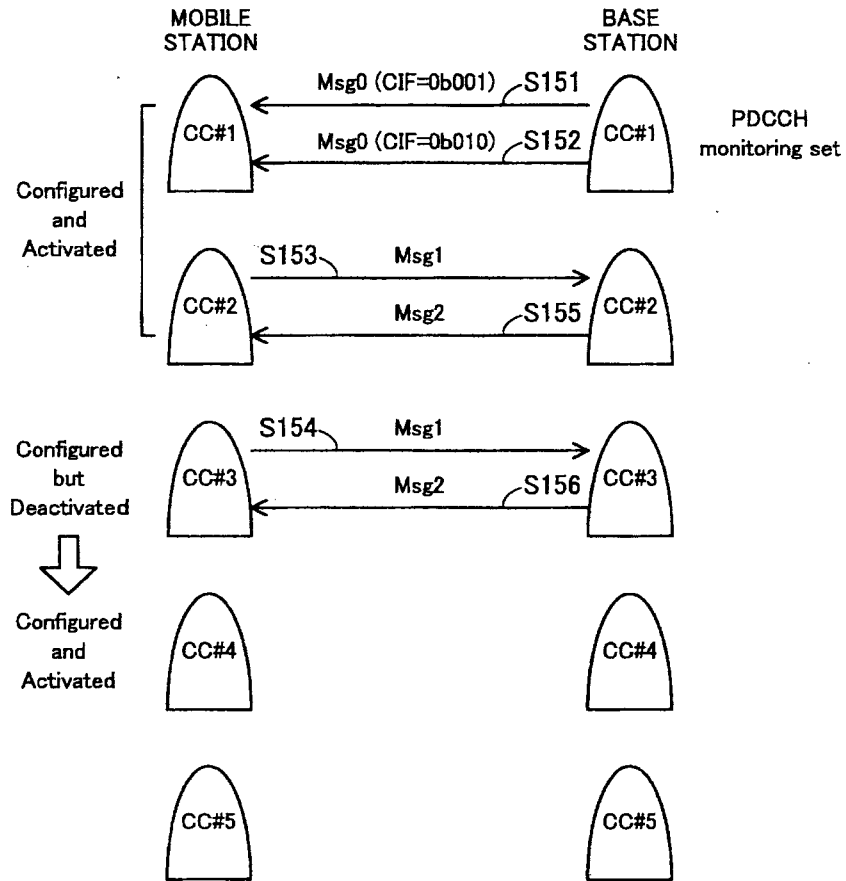 MOBILE
STATION
BASE
STATION
Msg0 (CIF=0b001)
S151
CC#1
CC#1
PDCCH
monitoring set
Msg0 (CIF=0b010)
S152
Configured
and
Activated
S153
Msg1
CC#2
CC#2
Msg2
S155
S154
Msg1
Configured
but
Deactivated
CC#3
CC#3
Msg2
S156
Configured
and
Activated
CC#4
CC#4
CC#5
CC#5